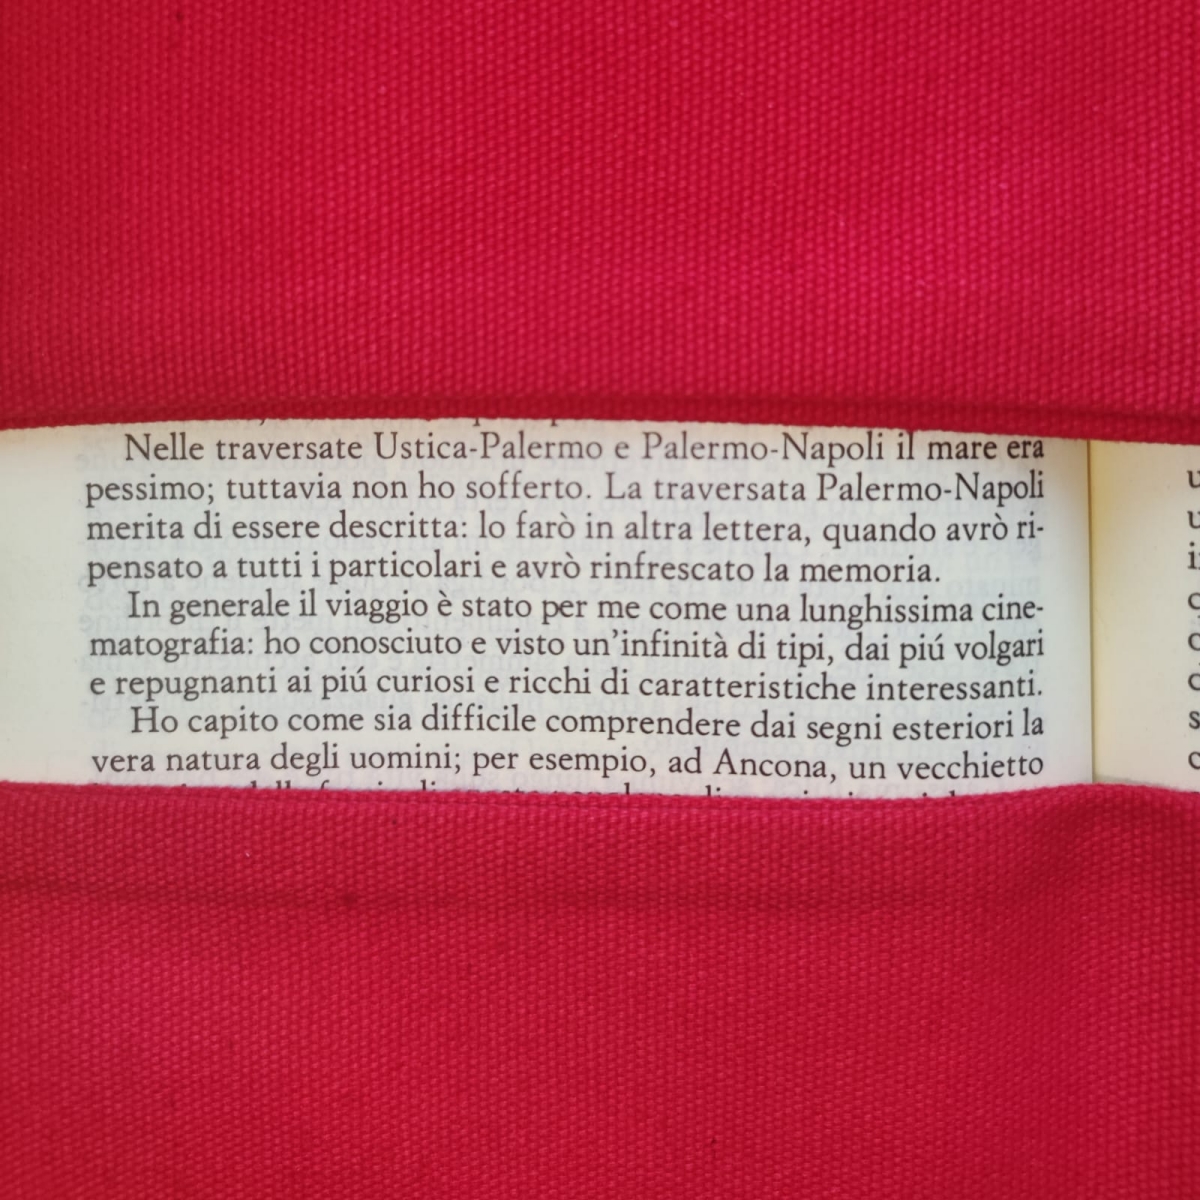 Nelle traversate Ustica-Palermo e Palermo-Napoli il mare era
pessimo; tuttavia non ho sofferto. La traversata Palermo-Napoli
merita di essere descritta: lo farò in altra lettera, quando avrò ri-
pensato a tutti i particolari e avrò rinfrescato la memoria.
In generale il viaggio è stato per me come una lunghissima cine-
matografia: ho conosciuto e visto un'infinità di tipi, dai piú volgari
e repugnanti ai piú curiosi e ricchi di caratteristiche interessanti.
Ho capito come sia difficile comprendere dai segni esteriori la
vera natura degli uomini; per esempio, ad Ancona, un vecchietto